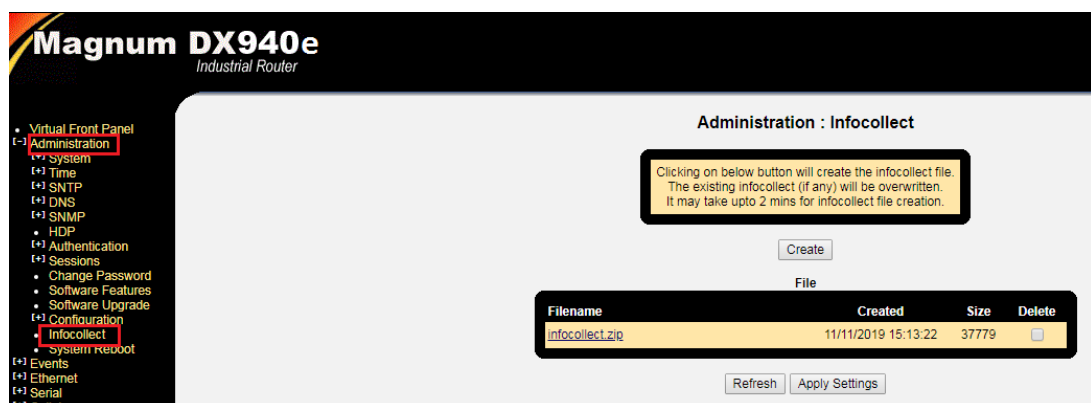 Magnum DX940e
Industrial Router
Virtual Front Panel
[-] Administration
[+] System
[+] Time
[+] SNTP
[+] DNS
[+] SNMP
HDP
[+] Authentication
[+] Sessions
Change Password
Software Features
Software Upgrade
[+] Configuration
Infocollect
System Reboot
[+] Events
[+] Ethernet
[+] Serial
Administration : Infocollect
Clicking on below button will create the infocollect file.
The existing infocollect (if any) will be overwritten.
It may take upto 2 mins for infocollect file creation.
Create
File
Filename Created Size Delete
infocollect.zip 11/11/2019 15:13:22 37779
Refresh Apply Settings